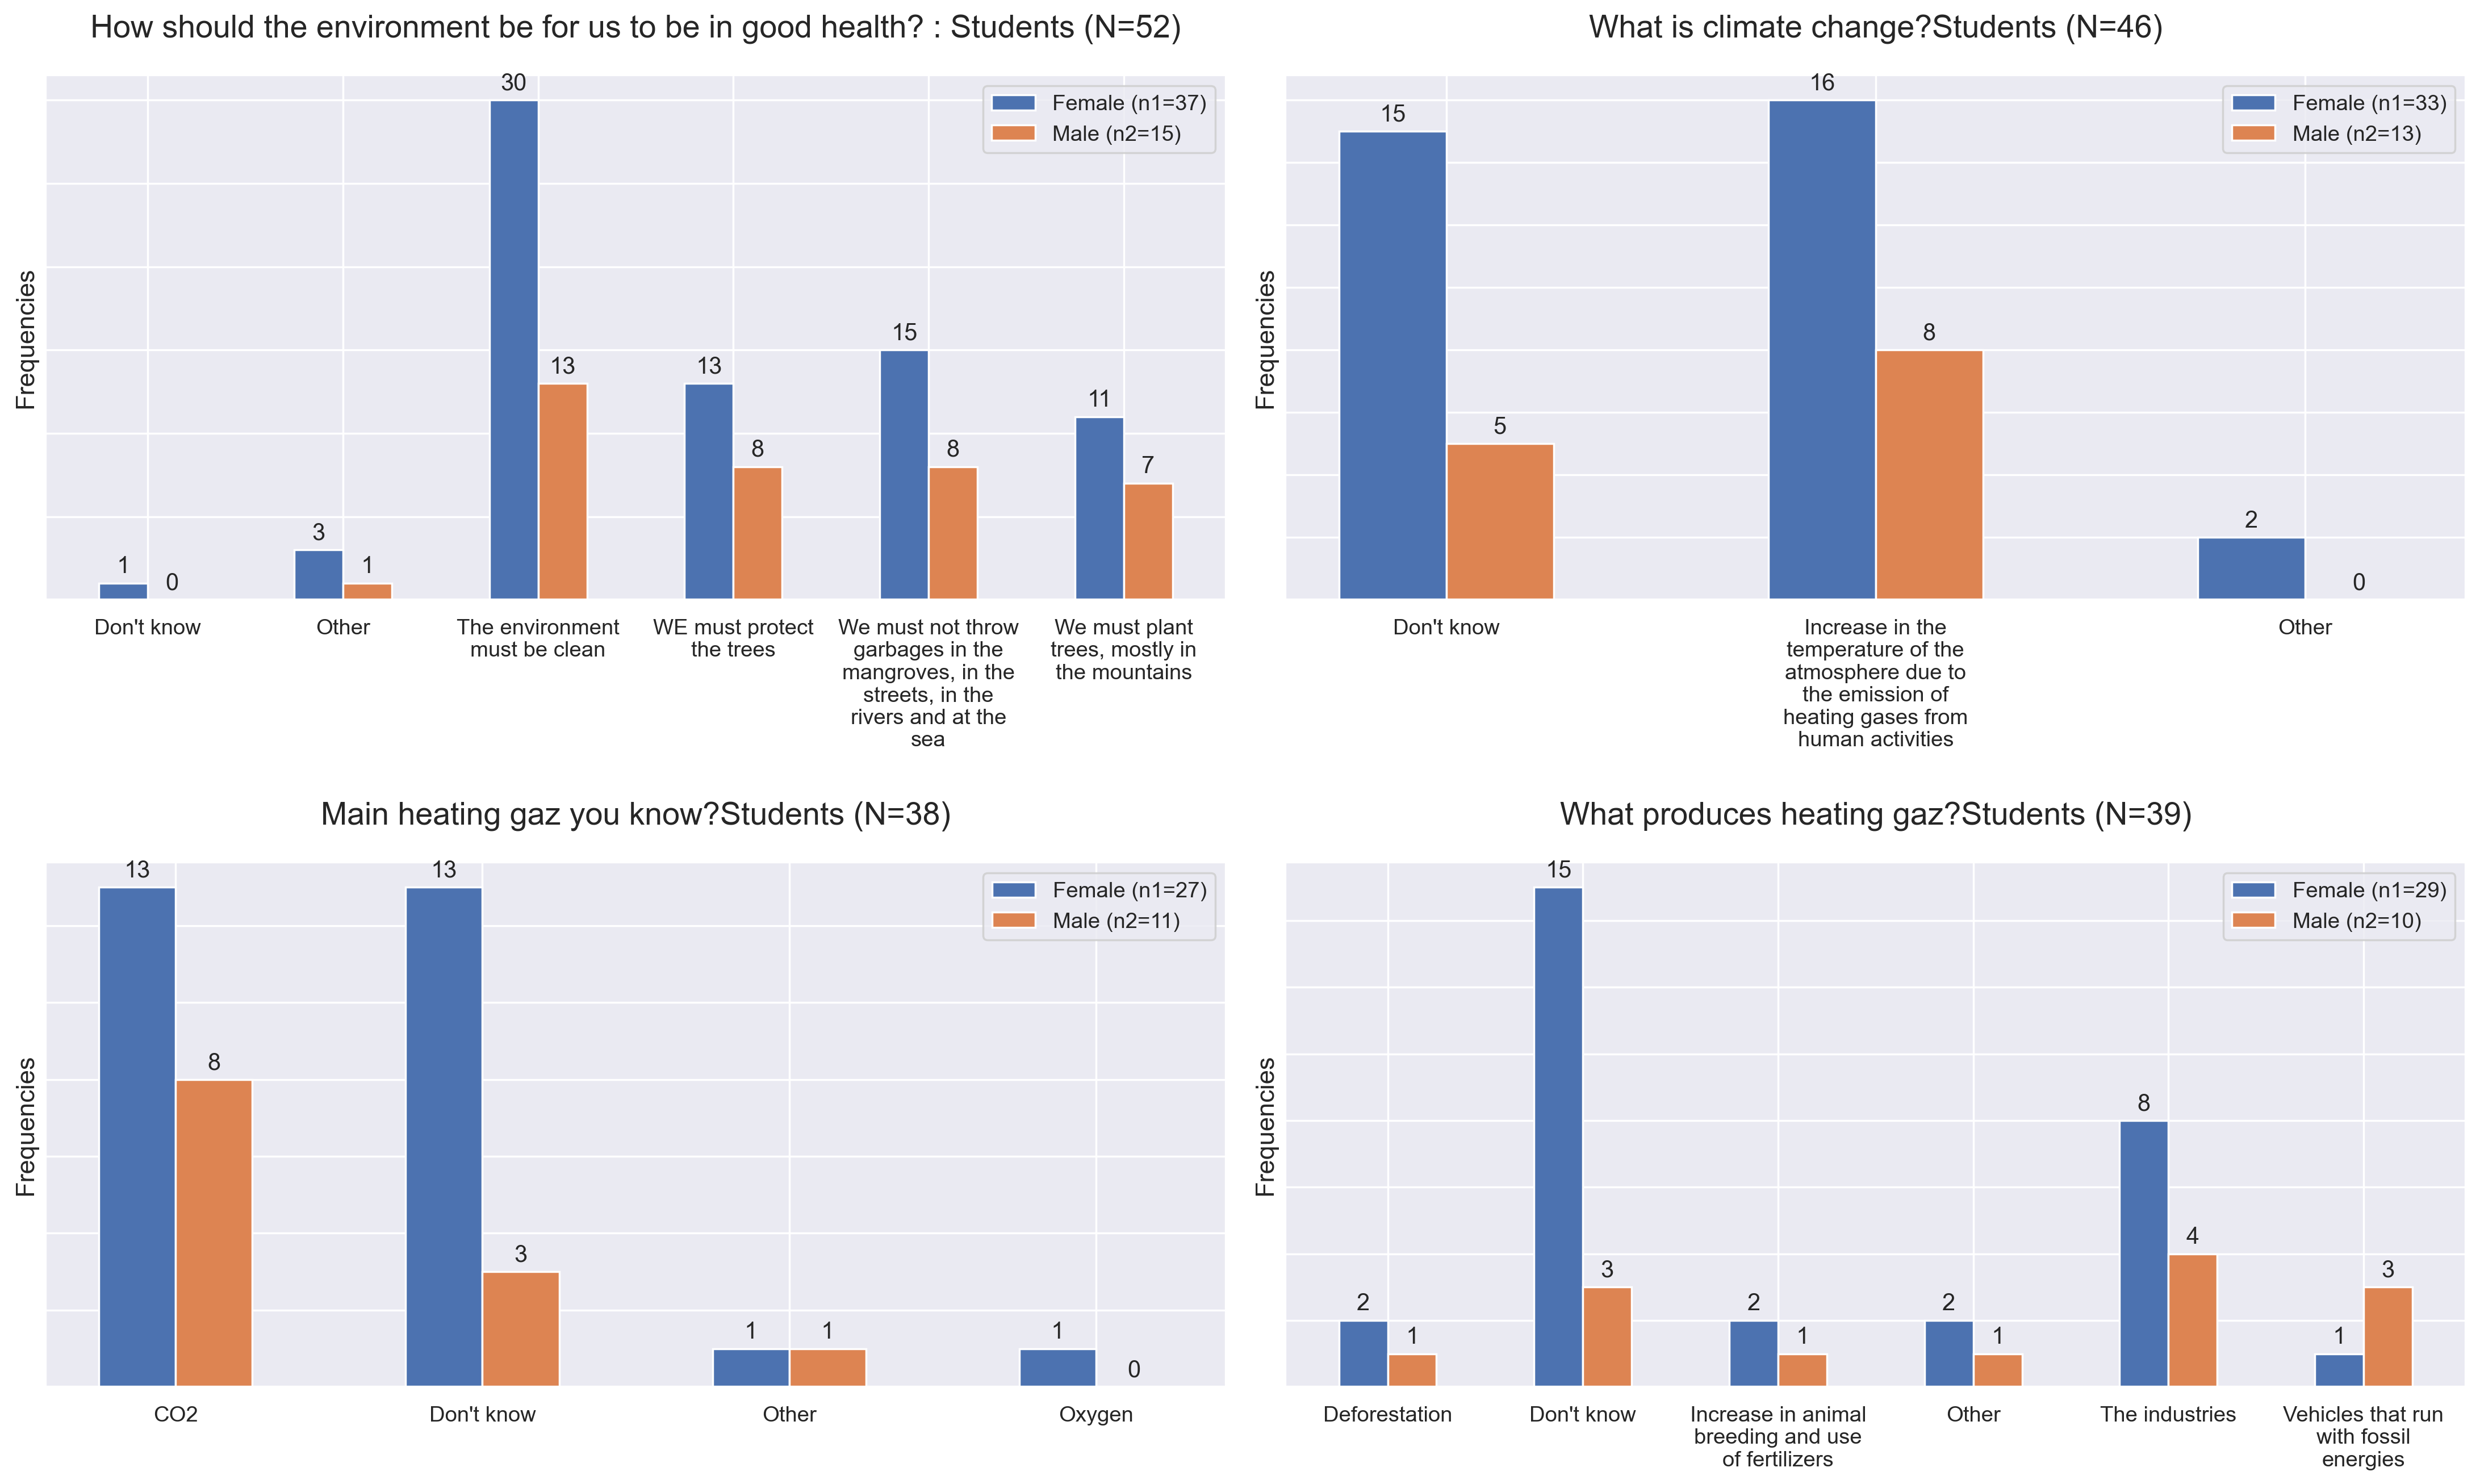 How should the environment be for us to be in good health? : Students (N=52)
30
Female (n1=37)
Male (n2=15)
Frequencies
1
0
3
1
13
13
8
15
8
11
7
Don't know
Other
The environment
must be clean
WE must protect
the trees
We must not throw
garbages in the
mangroves, in the
streets, in the
rivers and at the
sea
We must plant
trees, mostly in
the mountains
What is climate change?Students (N=46)
Female (n1=33)
Male (n2=13)
Frequencies
15
5
16
8
2
0
Don't know
Increase in the
temperature of the
atmosphere due to
the emission of
heating gases from
human activities
Other
Main heating gaz you know?Students (N=38)
Female (n1=27)
Male (n2=11)
Frequencies
13
8
13
3
1
1
1
0
CO2
Don't know
Other
Oxygen
What produces heating gaz?Students (N=39)
Female (n1=29)
Male (n2=10)
Frequencies
2
1
15
3
2
1
2
1
8
4
1
3
Deforestation
Don't know
Increase in animal
breeding and use
of fertilizers
Other
The industries
Vehicles that run
with fossil
energies